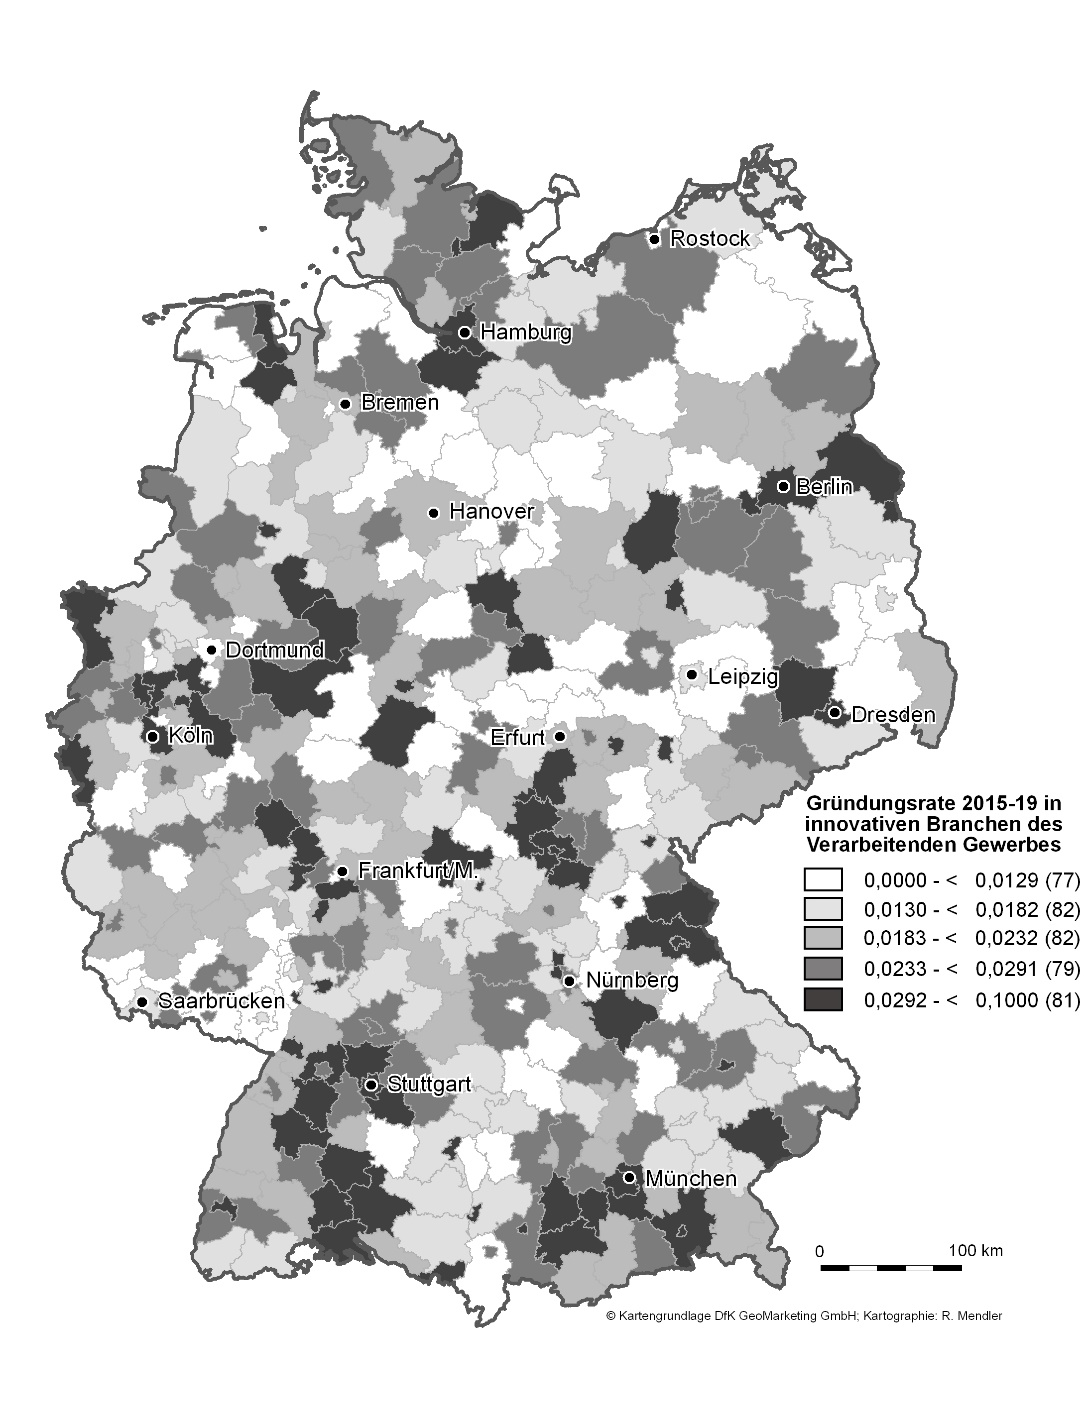 Rostock
Hamburg
Bremen
Berlin
Hanover
Dortmund
Leipzig
Dresden
Köln
Erfurt
Gründungsrate 2015-19 in
innovativen Branchen des
Verarbeitenden Gewerbes
0,0000 - < 0,0129 (77)
0,0130 - < 0,0182 (82)
0,0183 - < 0,0232 (82)
0,0233 - < 0,0291 (79)
0,0292 - < 0,1000 (81)
Frankfurt/M.
Nürnberg
Saarbrücken
Stuttgart
München
0 100 km
© Kartengrundlage DfK GeoMarketing GmbH; Kartographie: R. Mendler